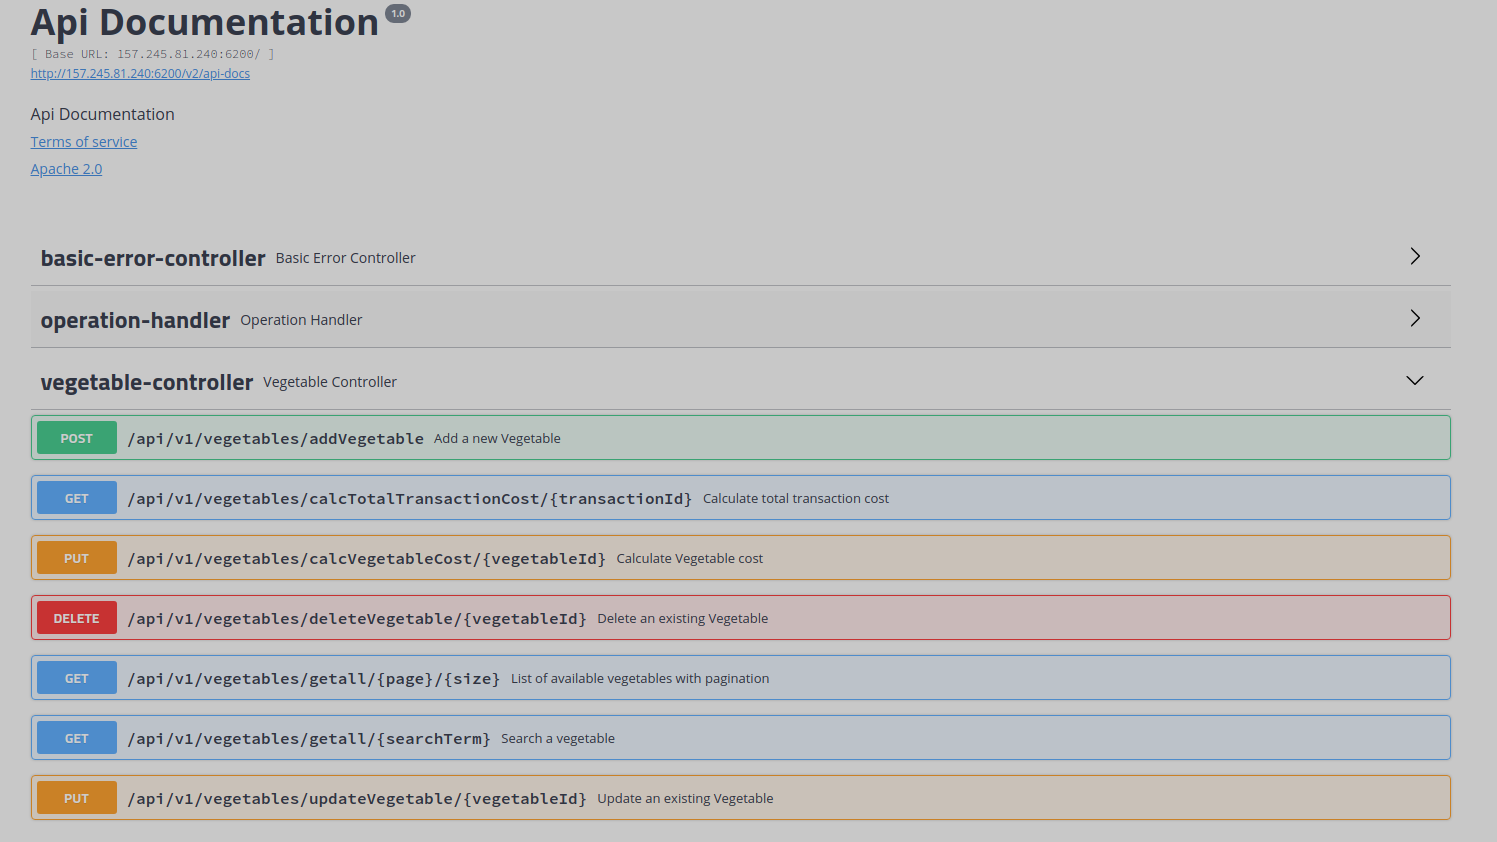 Api Documentation 1.0
[ Base URL: 157.245.81.240:6200/ ]
http://157.245.81.240:6200/v2/api-docs
Api Documentation
Terms of service
Apache 2.0
basic-error-controller Basic Error Controller
operation-handler Operation Handler
vegetable-controller Vegetable Controller
POST /api/v1/vegetables/addVegetable Add a new Vegetable
GET /api/v1/vegetables/calcTotalTransactionCost/{transactionId} Calculate total transaction cost
PUT /api/v1/vegetables/calcVegetableCost/{vegetableId} Calculate Vegetable cost
DELETE /api/v1/vegetables/deleteVegetable/{vegetableId} Delete an existing Vegetable
GET /api/v1/vegetables/getall/{page}/{size} List of available vegetables with pagination
GET /api/v1/vegetables/getall/{searchTerm} Search a vegetable
PUT /api/v1/vegetables/updateVegetable/{vegetableId} Update an existing Vegetable